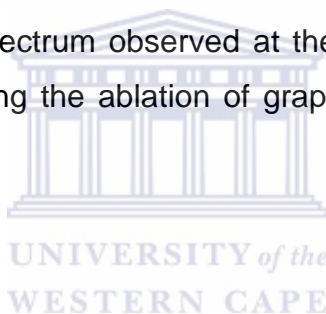 ectrum observed at the
ng the ablation of grap
UNIVERSITY of the
WESTERN CAPE